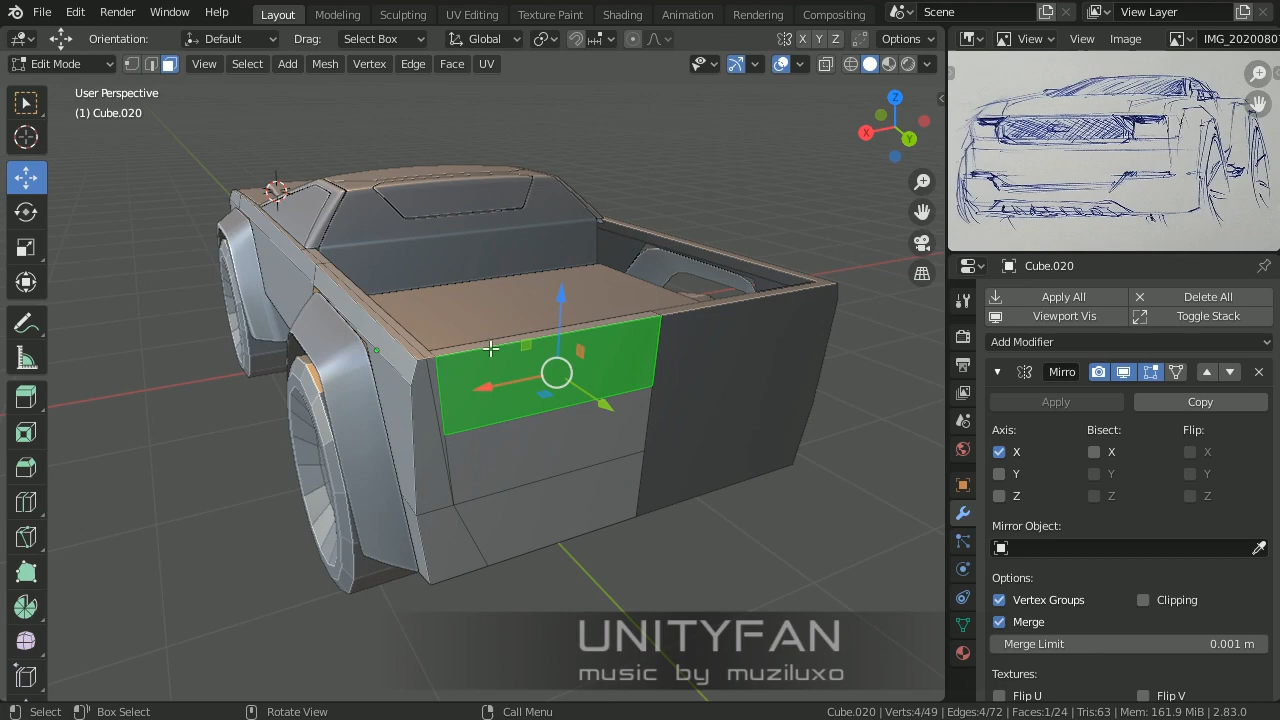 File Edit Render Window Help Layout Modeling Sculpting UV Editing Texture Paint Shading Animation Rendering Compositing Scene View Layer
Orientation: Default Drag: Select Box Global X Y Z Options View View Image IMG_2020080
Edit Mode View Select Add Mesh Vertex Edge Face UV
User Perspective
(1) Cube.020
Z
X
Y
Cube.020
Apply All Delete All
Viewport Vis Toggle Stack
Add Modifier
Mirro
Apply Copy
Axis: Bisect: Flip:
X X X
Y Y Y
Z Z Z
Mirror Object:
Options:
Vertex Groups Clipping
Merge
Merge Limit 0.001 m
Textures:
Flip U Flip V
UNITYFAN
music by muziluxo
Select Box Select Rotate View Call Menu Cube.020 | Verts:4/49 | Edges:4/72 | Faces:1/24 | Tris:63 | Mem: 161.9 MiB | 2.83.0